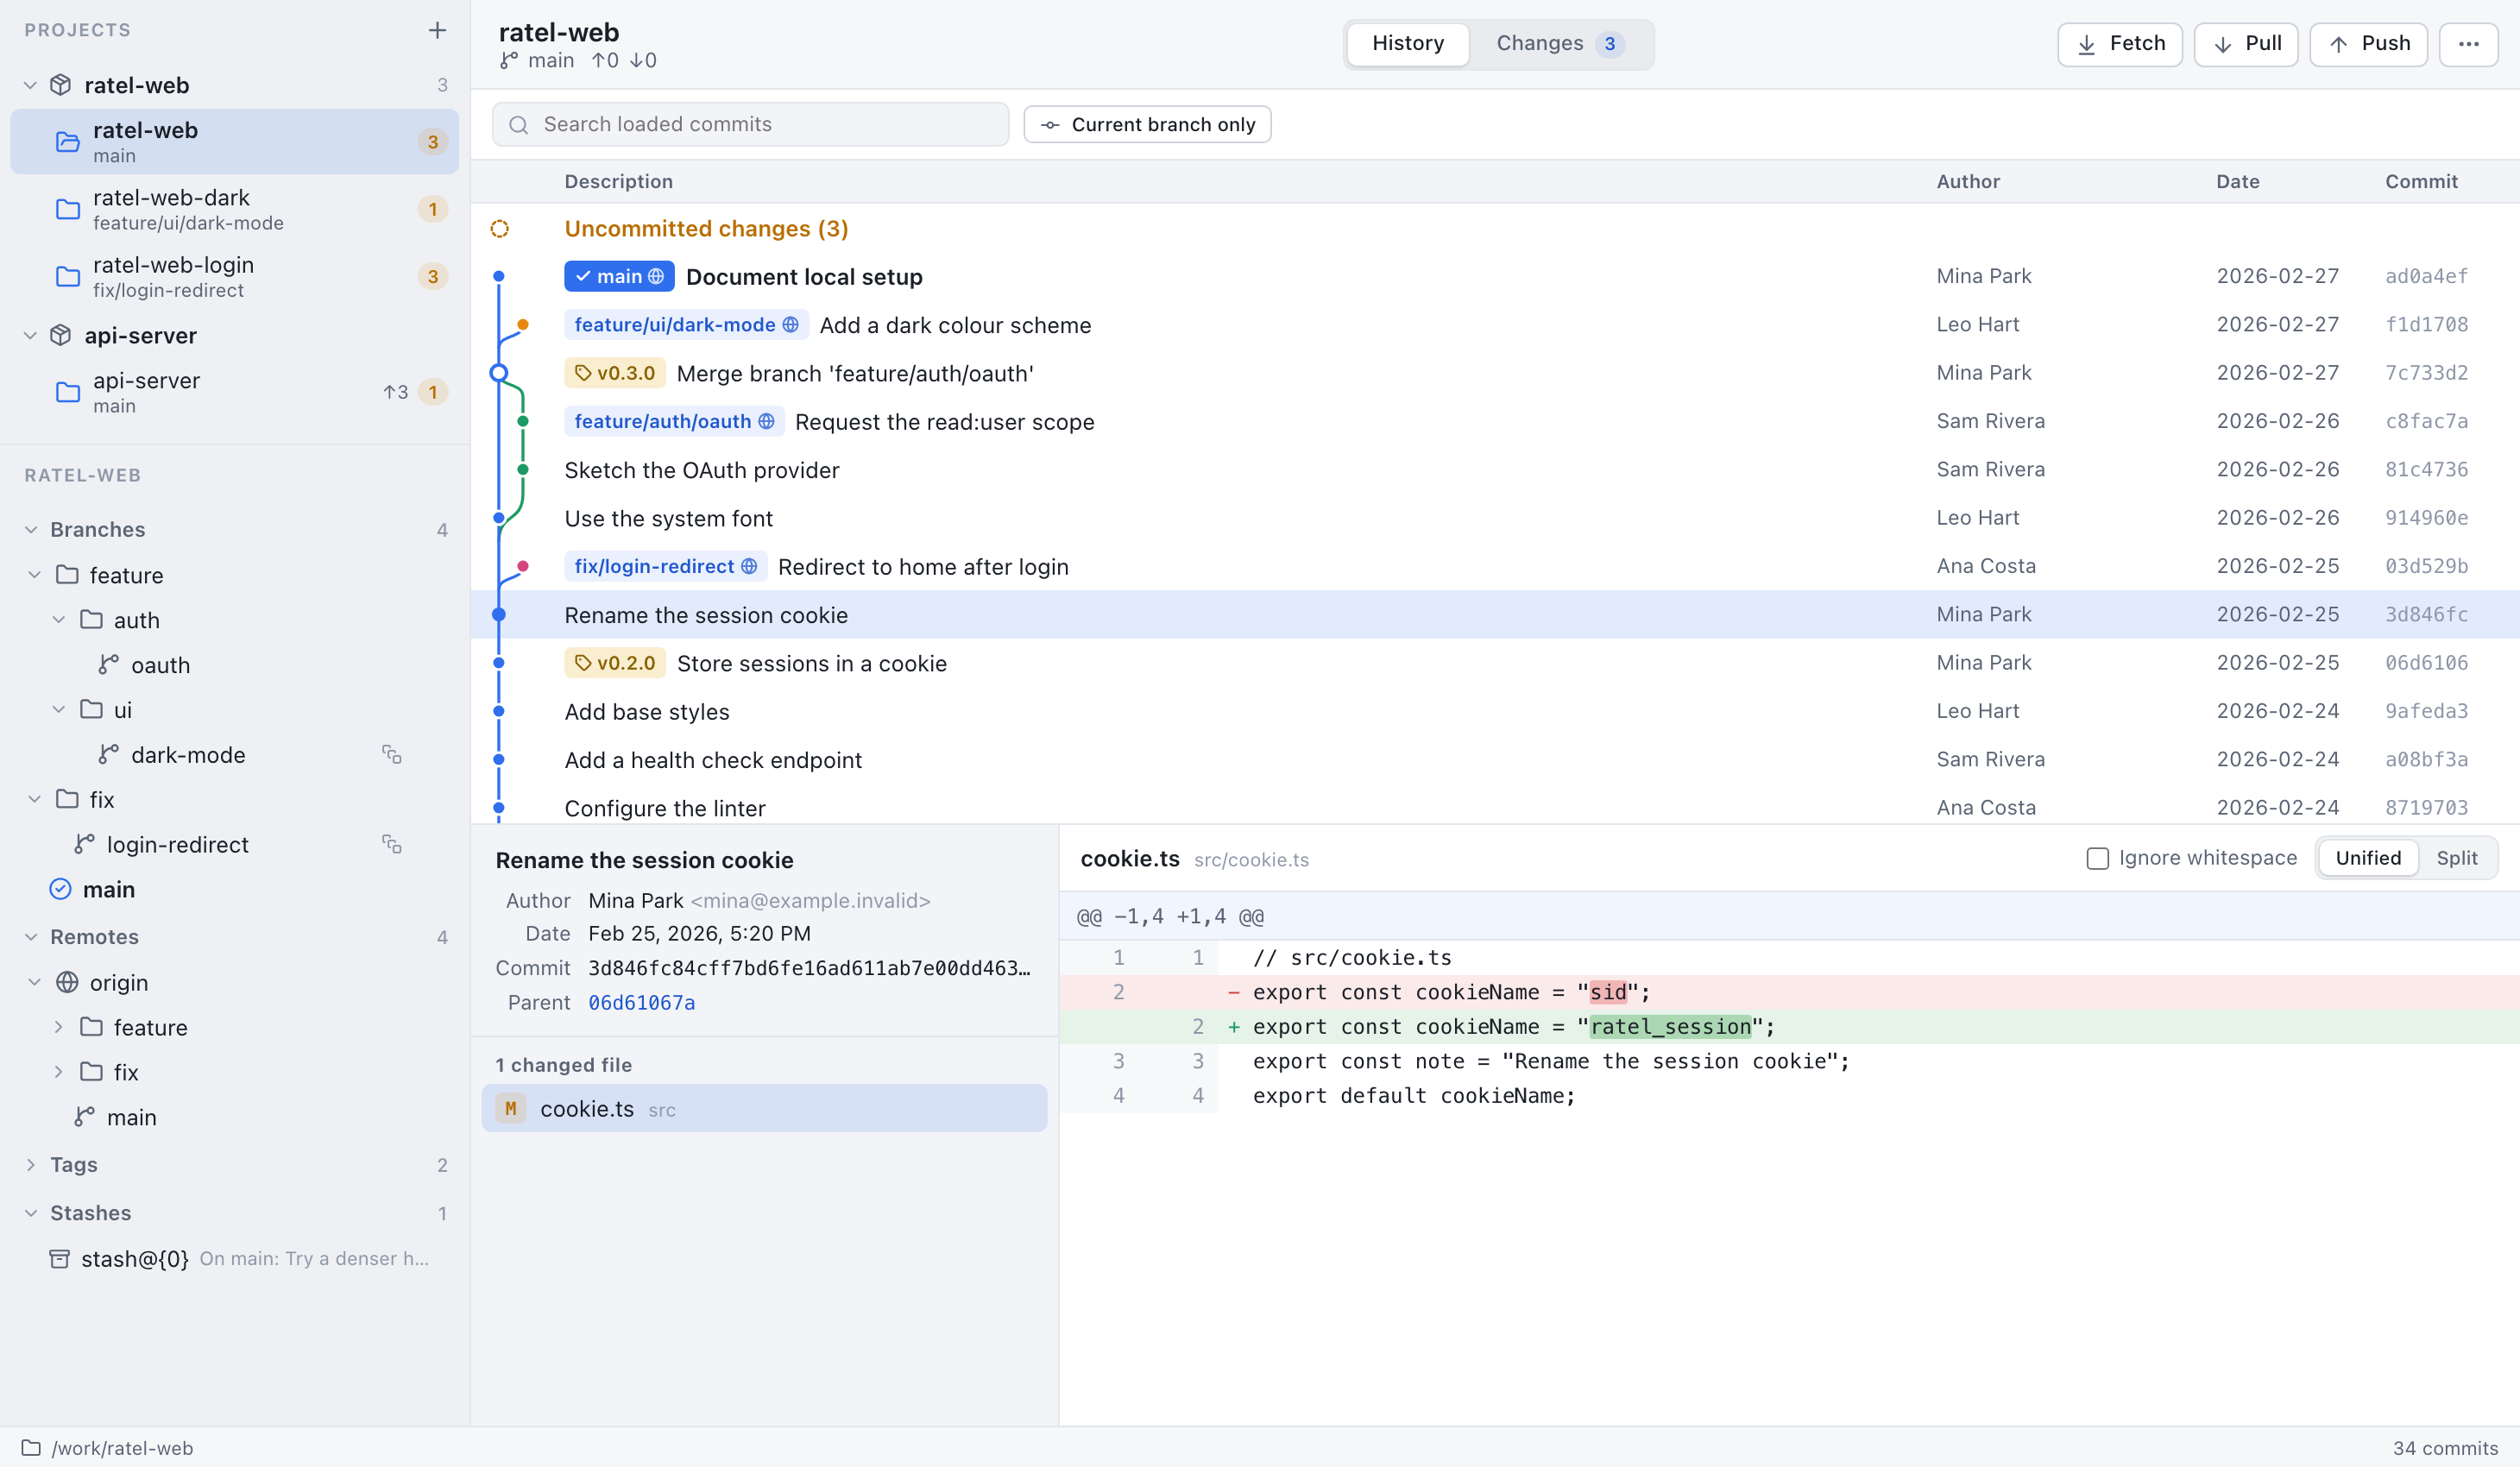 PROJECTS
ratel-web 3
ratel-web 3
main
ratel-web-dark 1
feature/ui/dark-mode
ratel-web-login 3
fix/login-redirect
api-server
api-server ↑3 1
main
RATEL-WEB
Branches 4
feature
auth
oauth
ui
dark-mode
fix
login-redirect
main
Remotes 4
origin
feature
fix
main
Tags 2
Stashes 1
stash@{0} On main: Try a denser h…
ratel-web
main ↑0 ↓0
History Changes 3
Fetch Pull Push
Search loaded commits Current branch only
Description Author Date Commit
Uncommitted changes (3)
main Document local setup Mina Park 2026-02-27 ad0a4ef
feature/ui/dark-mode Add a dark colour scheme Leo Hart 2026-02-27 f1d1708
v0.3.0 Merge branch 'feature/auth/oauth' Mina Park 2026-02-27 7c733d2
feature/auth/oauth Request the read:user scope Sam Rivera 2026-02-26 c8fac7a
Sketch the OAuth provider Sam Rivera 2026-02-26 81c4736
Use the system font Leo Hart 2026-02-26 914960e
fix/login-redirect Redirect to home after login Ana Costa 2026-02-25 03d529b
Rename the session cookie Mina Park 2026-02-25 3d846fc
v0.2.0 Store sessions in a cookie Mina Park 2026-02-25 06d6106
Add base styles Leo Hart 2026-02-24 9afeda3
Add a health check endpoint Sam Rivera 2026-02-24 a08bf3a
Configure the linter Ana Costa 2026-02-24 8719703
Rename the session cookie
Author Mina Park <mina@example.invalid>
Date Feb 25, 2026, 5:20 PM
Commit 3d846fc84cff7bd6fe16ad611ab7e00dd463…
Parent 06d61067a
1 changed file
M cookie.ts src
cookie.ts src/cookie.ts Ignore whitespace Unified Split
@@ −1,4 +1,4 @@
1 1 // src/cookie.ts
2 − export const cookieName = "sid";
2 + export const cookieName = "ratel_session";
3 3 export const note = "Rename the session cookie";
4 4 export default cookieName;
/work/ratel-web 34 commits